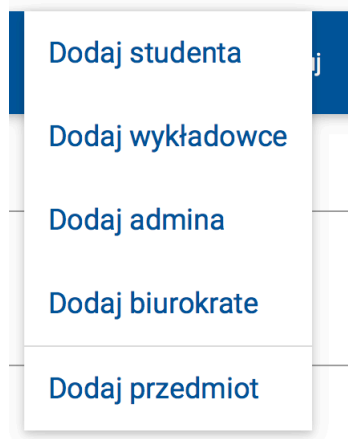 Dodaj studenta
Dodaj wykładowce
Dodaj admina
Dodaj biurokrate
Dodaj przedmiot